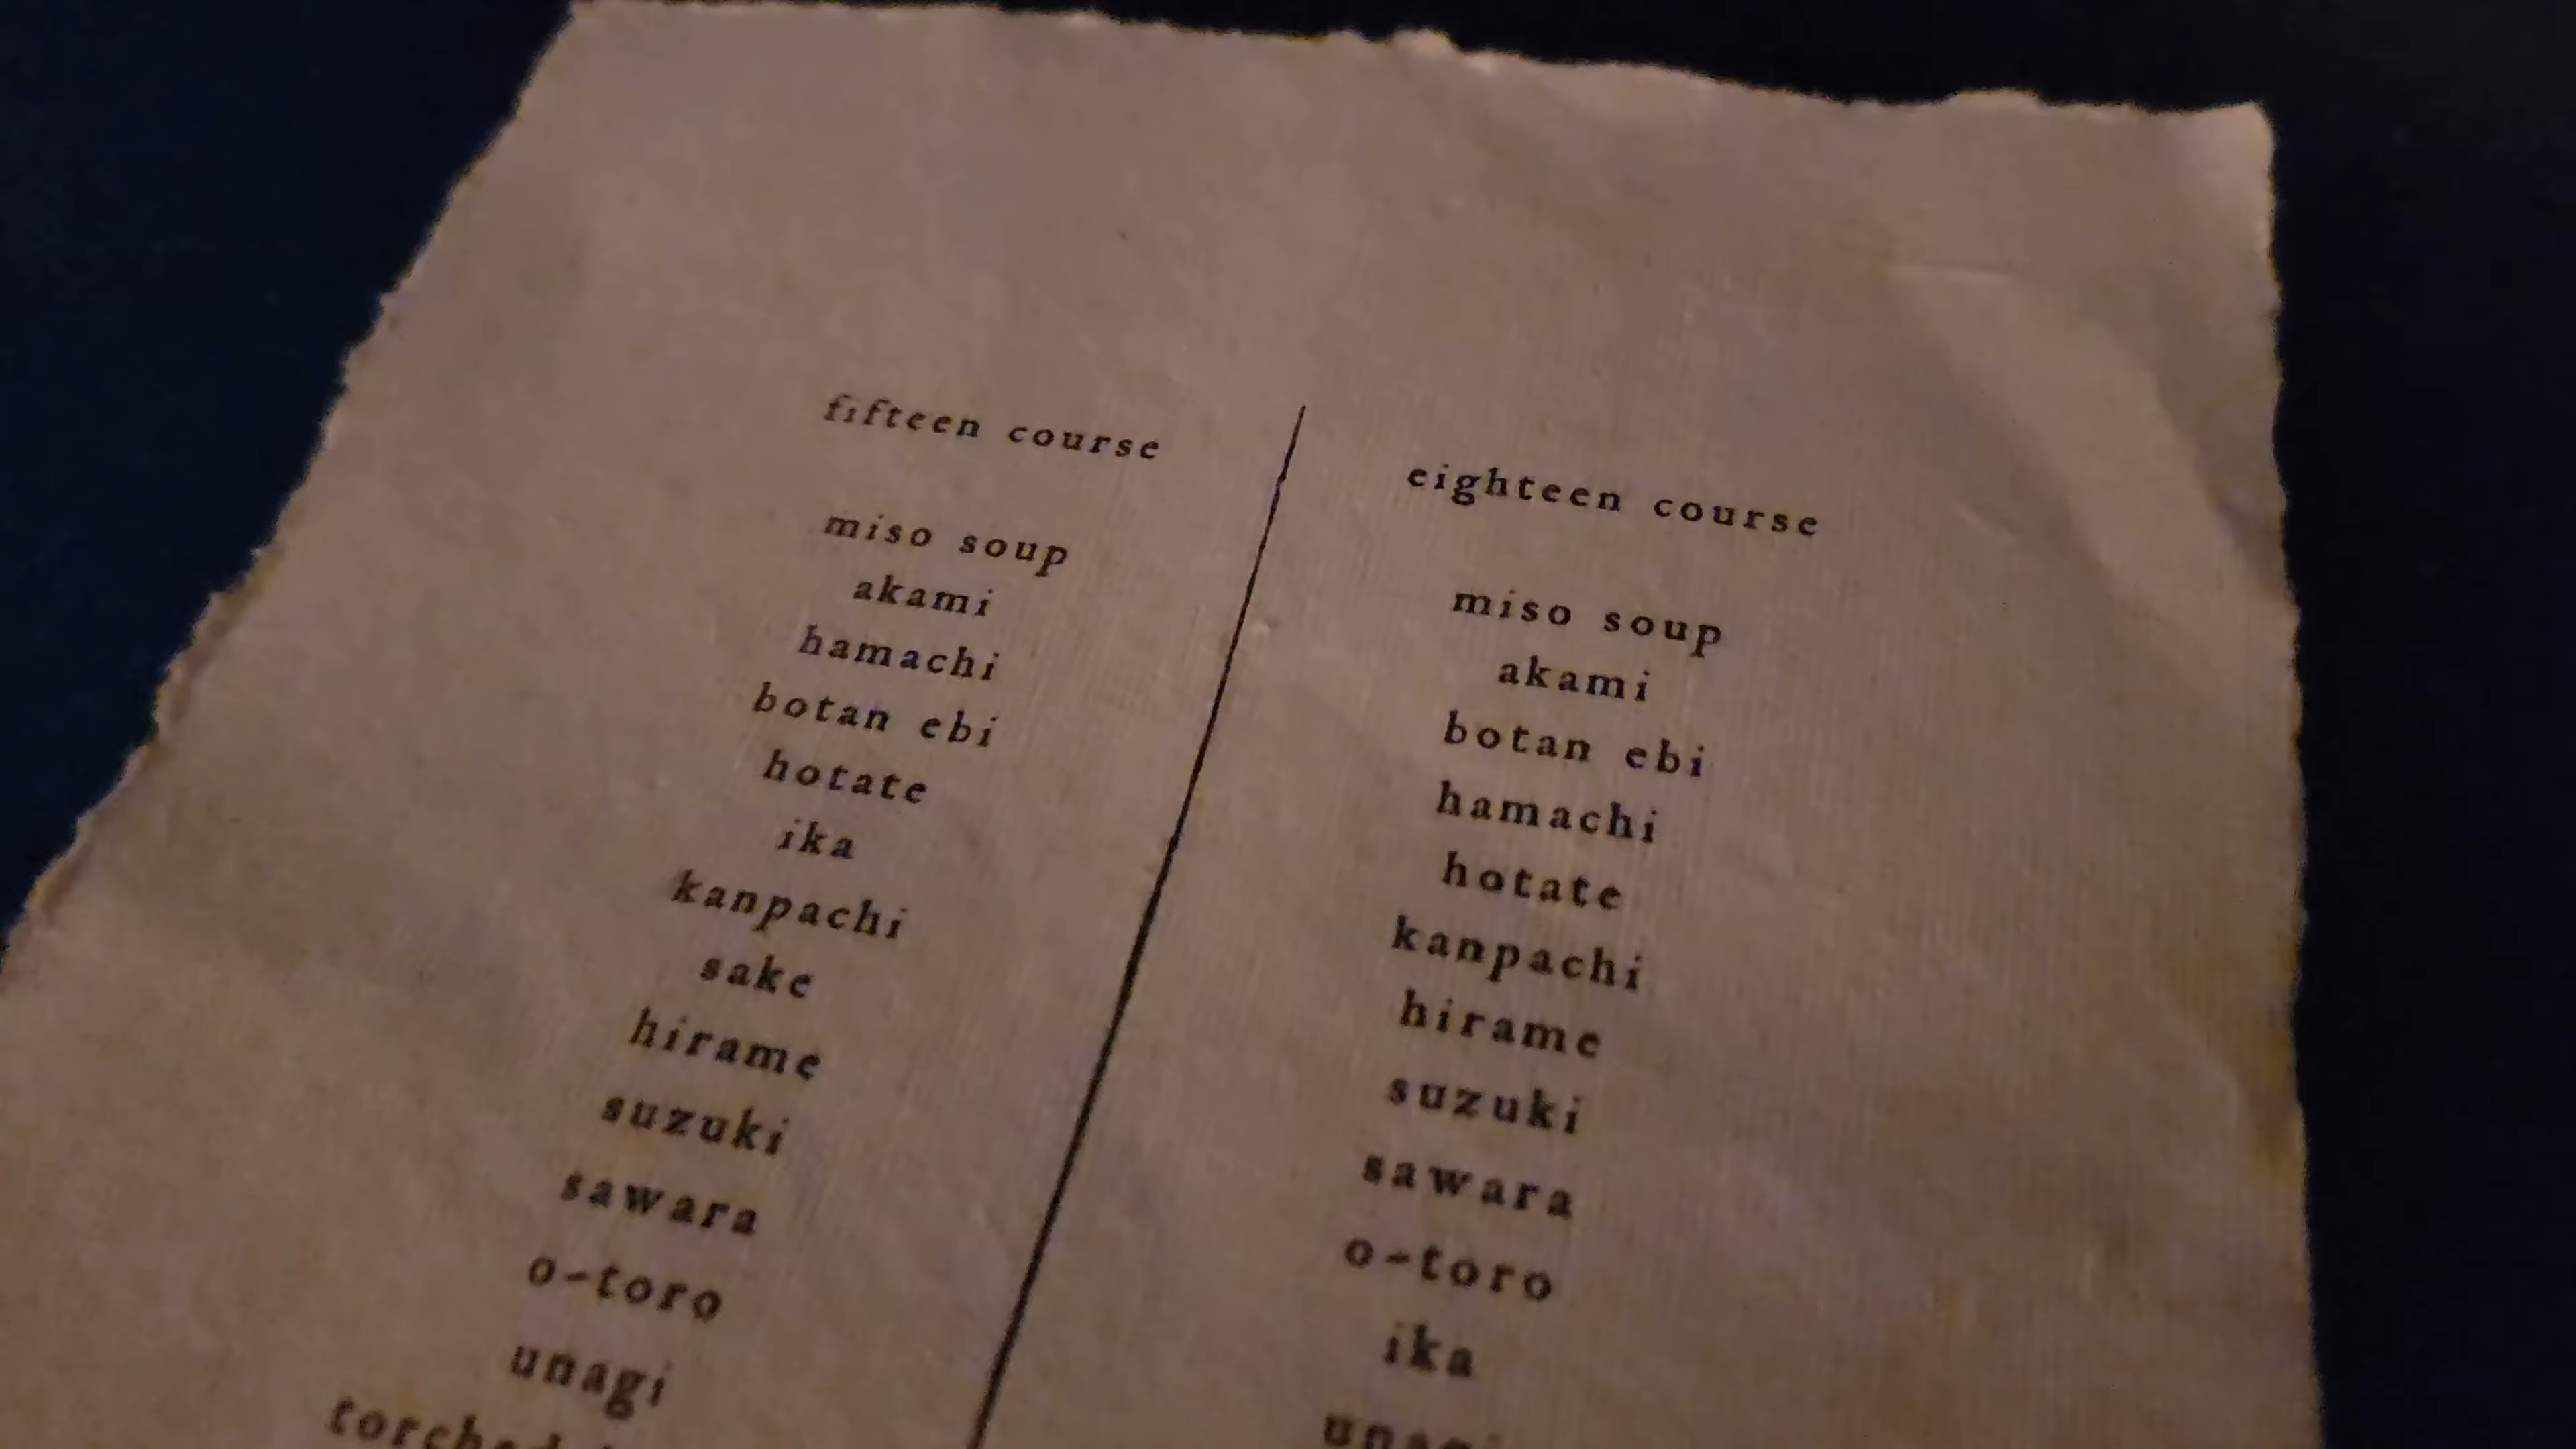 fifteen course
miso soup
akami
hamachi
botan ebi
hotate
ika
kanpachi
sake
hirame
suzuki
sawara
o-toro
unagi
eighteen course
miso soup
akami
botan ebi
hamachi
hotate
kanpachi
hirame
suzuki
sawara
o-toro
ika